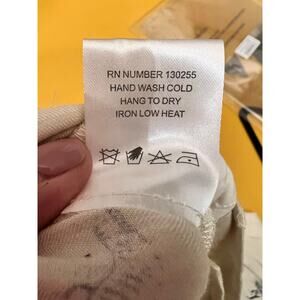 RN NUMBER 130255
HAND WASH COLD
HANG TO DRY
IRON LOW HEAT